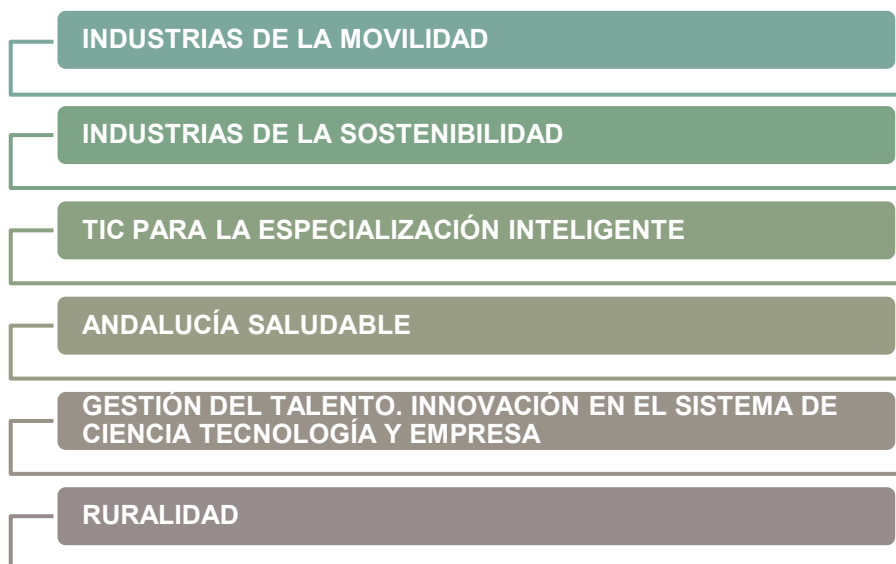 INDUSTRIAS DE LA MOVILIDAD
INDUSTRIAS DE LA SOSTENIBILIDAD
TIC PARA LA ESPECIALIZACIÓN INTELIGENTE
ANDALUCÍA SALUDABLE
GESTIÓN DEL TALENTO. INNOVACIÓN EN EL SISTEMA DE
CIENCIA TECNOLOGÍA Y EMPRESA
RURALIDAD